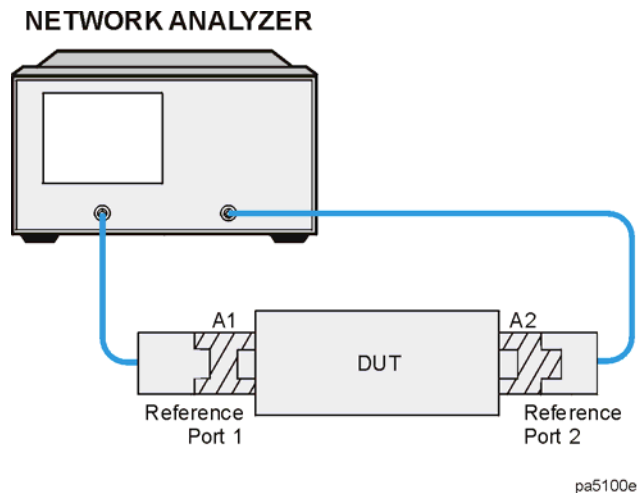 NETWORK ANALYZER
A1
A2
DUT
Reference
Port 1
Reference
Port 2
pa5100e